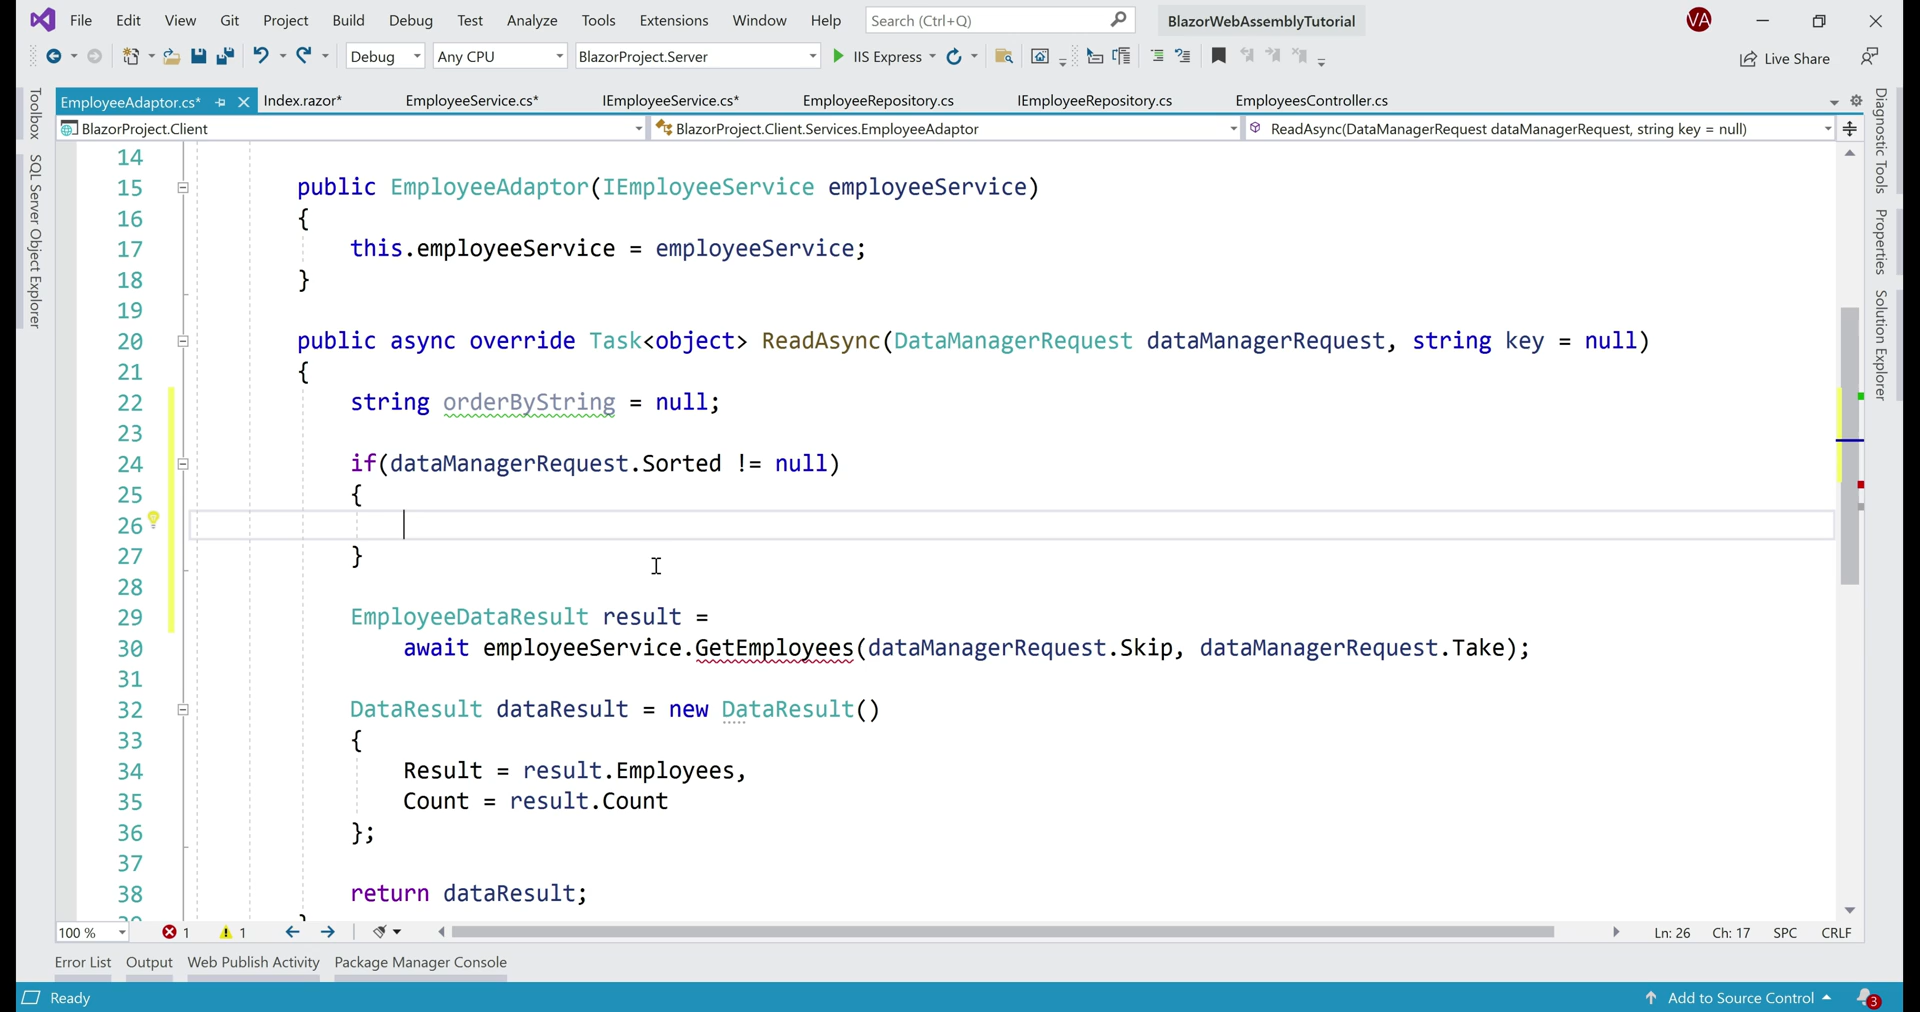 File Edit View Git Project Build Debug Test Analyze Tools Extensions Window Help Search (Ctrl+Q) BlazorWebAssemblyTutorial VA
Debug Any CPU BlazorProject.Server IIS Express Live Share
EmployeeAdaptor.cs* Index.razor* EmployeeService.cs* IEmployeeService.cs* EmployeeRepository.cs IEmployeeRepository.cs EmployeesController.cs
BlazorProject.Client BlazorProject.Client.Services.EmployeeAdaptor ReadAsync(DataManagerRequest dataManagerRequest, string key = null)
Toolbox
SQL Server Object Explorer
14
15 public EmployeeAdaptor(IEmployeeService employeeService)
16 {
17 this.employeeService = employeeService;
18 }
19
20 public async override Task<object> ReadAsync(DataManagerRequest dataManagerRequest, string key = null)
21 {
22 string orderByString = null;
23
24 if(dataManagerRequest.Sorted != null)
25 {
26
27 }
28
29 EmployeeDataResult result =
30 await employeeService.GetEmployees(dataManagerRequest.Skip, dataManagerRequest.Take);
31
32 DataResult dataResult = new DataResult()
33 {
34 Result = result.Employees,
35 Count = result.Count
36 };
37
38 return dataResult;
Diagnostic Tools
Properties
Solution Explorer
100 % 1 1 Ln: 26 Ch: 17 SPC CRLF
Error List Output Web Publish Activity Package Manager Console
Ready Add to Source Control 3